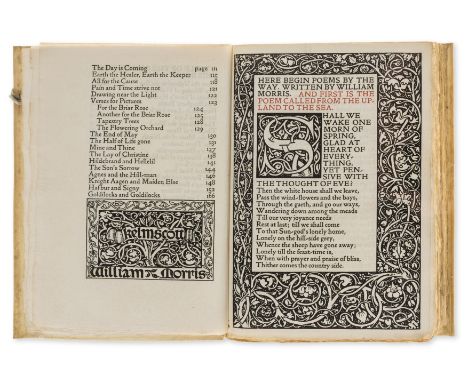 The Day is Coming page 111
Earth the Healer, Earth the Keeper 115
All for the Cause 118
Pain and Time strive not 121
Drawing near the Light 122
Verses for Pictures 123
For the Briar Rose 124
Another for the Briar Rose 125
Tapestry Trees 128
The Flowering Orchard 129
The End of May 130
The Half of Life gone 131
Mine and Thine 137
The Lay of Christine 138
Hildebrand and Hellelil 141
The Son's Sorrow 144
Agnes and the Hill-man 146
Knight Aagen and Maiden Else 148
Hafbur and Signy 152
Goldilocks and Goldilocks 166
Kelmscott
William Morris
HERE BEGIN POEMS BY THE
WAY. WRITTEN BY WILLIAM
MORRIS. AND FIRST IS THE
POEM CALLED FROM THE UP-
LAND TO THE SEA.
SHALL WE
WAKE ONE
MORN OF
SPRING,
GLAD AT
HEART OF
EVERY-
THING,
YET PEN-
SIVE WITH
THE THOUGHT OF EVE?
Then the white house shall we leave,
Pass the wind-flowers and the bays,
Through the garth, and go our ways,
Wandering down among the meads
Till our very joyance needs
Rest at last; till we shall come
To that Sun-god's lonely home,
Lonely on the hill-side grey,
Whence the sheep have gone away;
Lonely till the feast-time is,
When with prayer and praise of bliss,
Thither comes the country side.